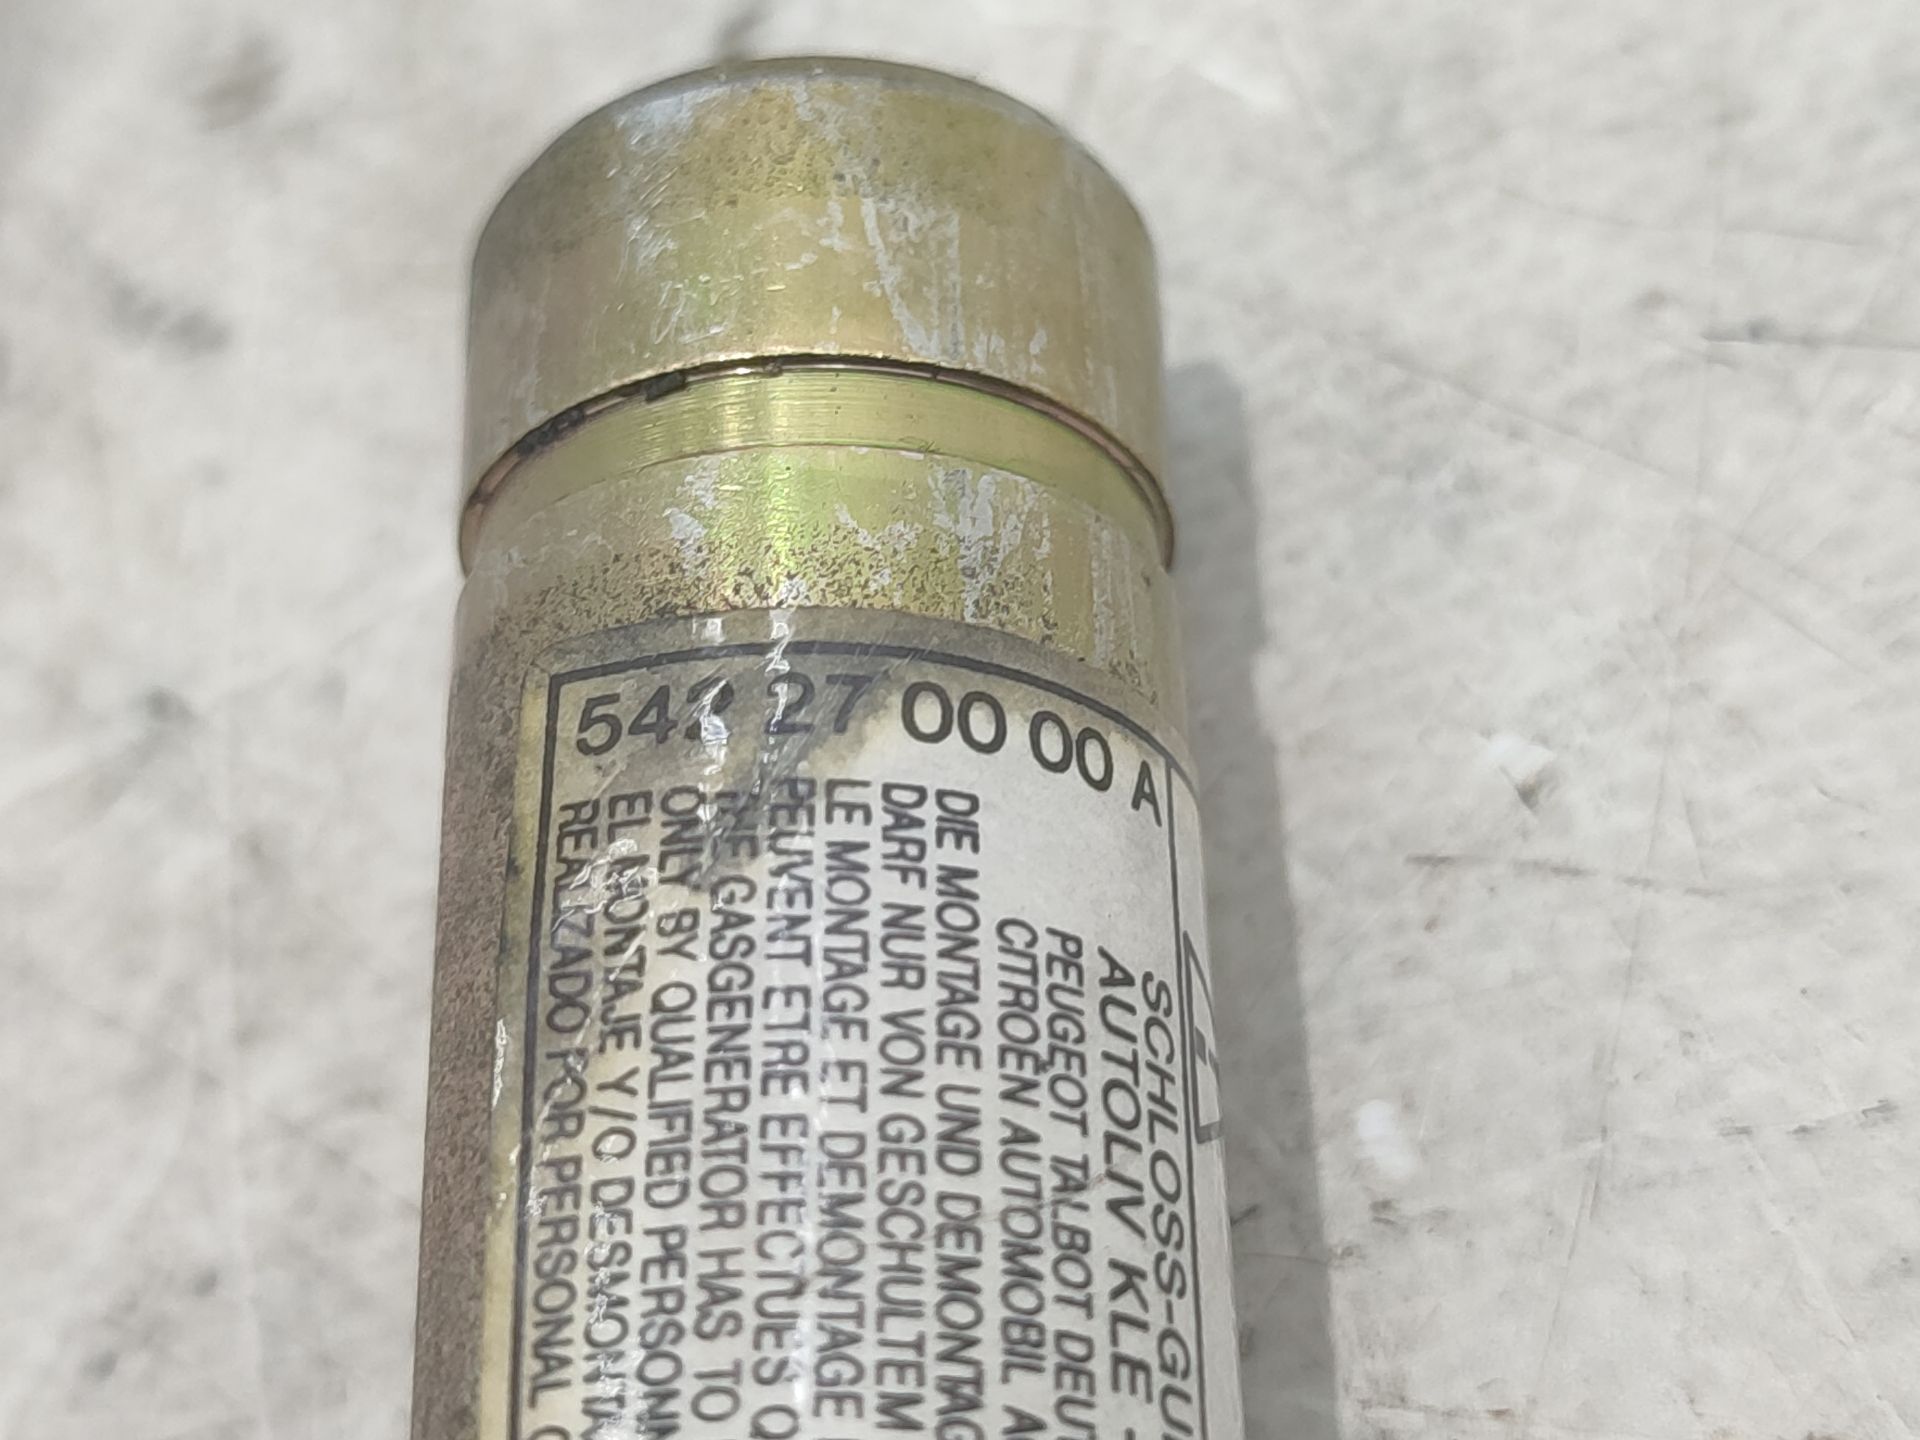 542 27 00 00 A
SCHLOSS-GU
AUTOLIV KLE -
PEUGEOT TALBOT DEUT
CITROËN AUTOMOBIL A
DIE MONTAGE UND DEMONTAG
DARF NUR VON GESCHULTEM
LE MONTAGE ET DEMONTAGE
PEUVENT ETRE EFFECTUES Q
THE GASGENERATOR HAS TO
ONLY BY QUALIFIED PERSONN
EL MONTAJE Y/O DESMONTA
REALIZADO POR PERSONAL